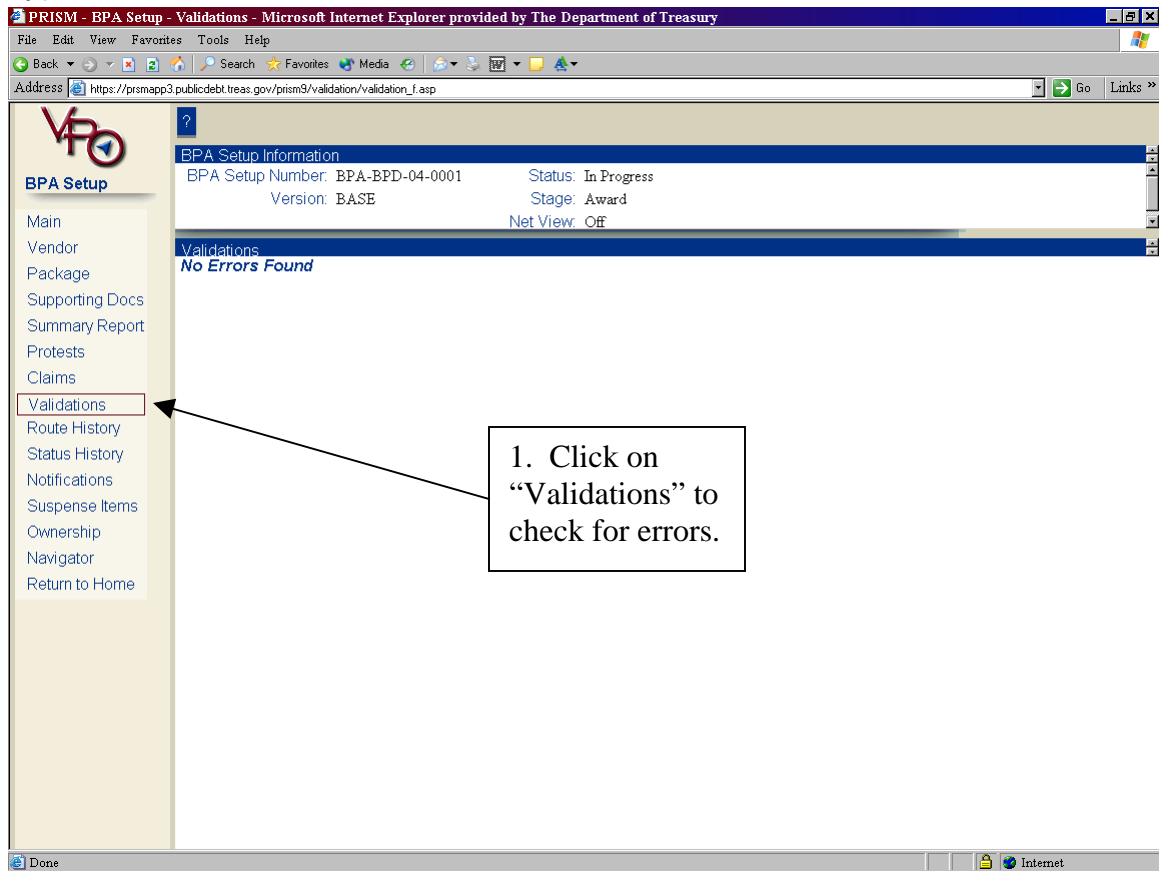 PRISM - BPA Setup - Validations - Microsoft Internet Explorer provided by The Department of Treasury
File Edit View Favorites Tools Help
Back Search Favorites Media
Address https://prsmapp3.publicdebt.treas.gov/prism9/validation/validation_f.asp Go Links »
VPO
?
BPA Setup
BPA Setup Information
BPA Setup Number: BPA-BPD-04-0001 Status: In Progress
Version: BASE Stage: Award
Net View: Off
Validations
No Errors Found
Main
Vendor
Package
Supporting Docs
Summary Report
Protests
Claims
Validations
Route History
Status History
Notifications
Suspense Items
Ownership
Navigator
Return to Home
1. Click on
“Validations” to
check for errors.
Done Internet